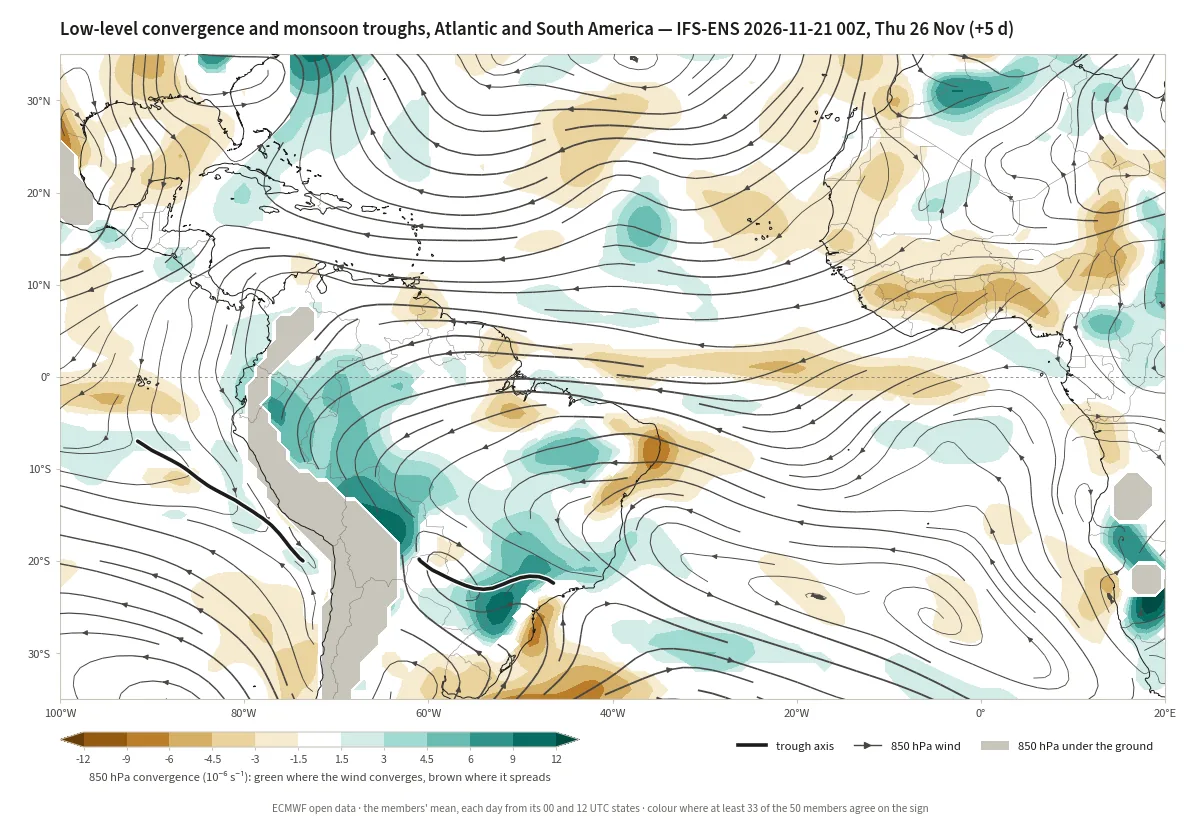 Low-level convergence and monsoon troughs, Atlantic and South America — IFS-ENS 2026-11-21 00Z, Thu 26 Nov (+5 d)
30°N
20°N
10°N
0°
10°S
20°S
30°S
100°W 80°W 60°W 40°W 20°W 0° 20°E
-12 -9 -6 -4.5 -3 -1.5 1.5 3 4.5 6 9 12
850 hPa convergence (10⁻⁶ s⁻¹): green where the wind converges, brown where it spreads
trough axis 850 hPa wind 850 hPa under the ground
ECMWF open data · the members' mean, each day from its 00 and 12 UTC states · colour where at least 33 of the 50 members agree on the sign